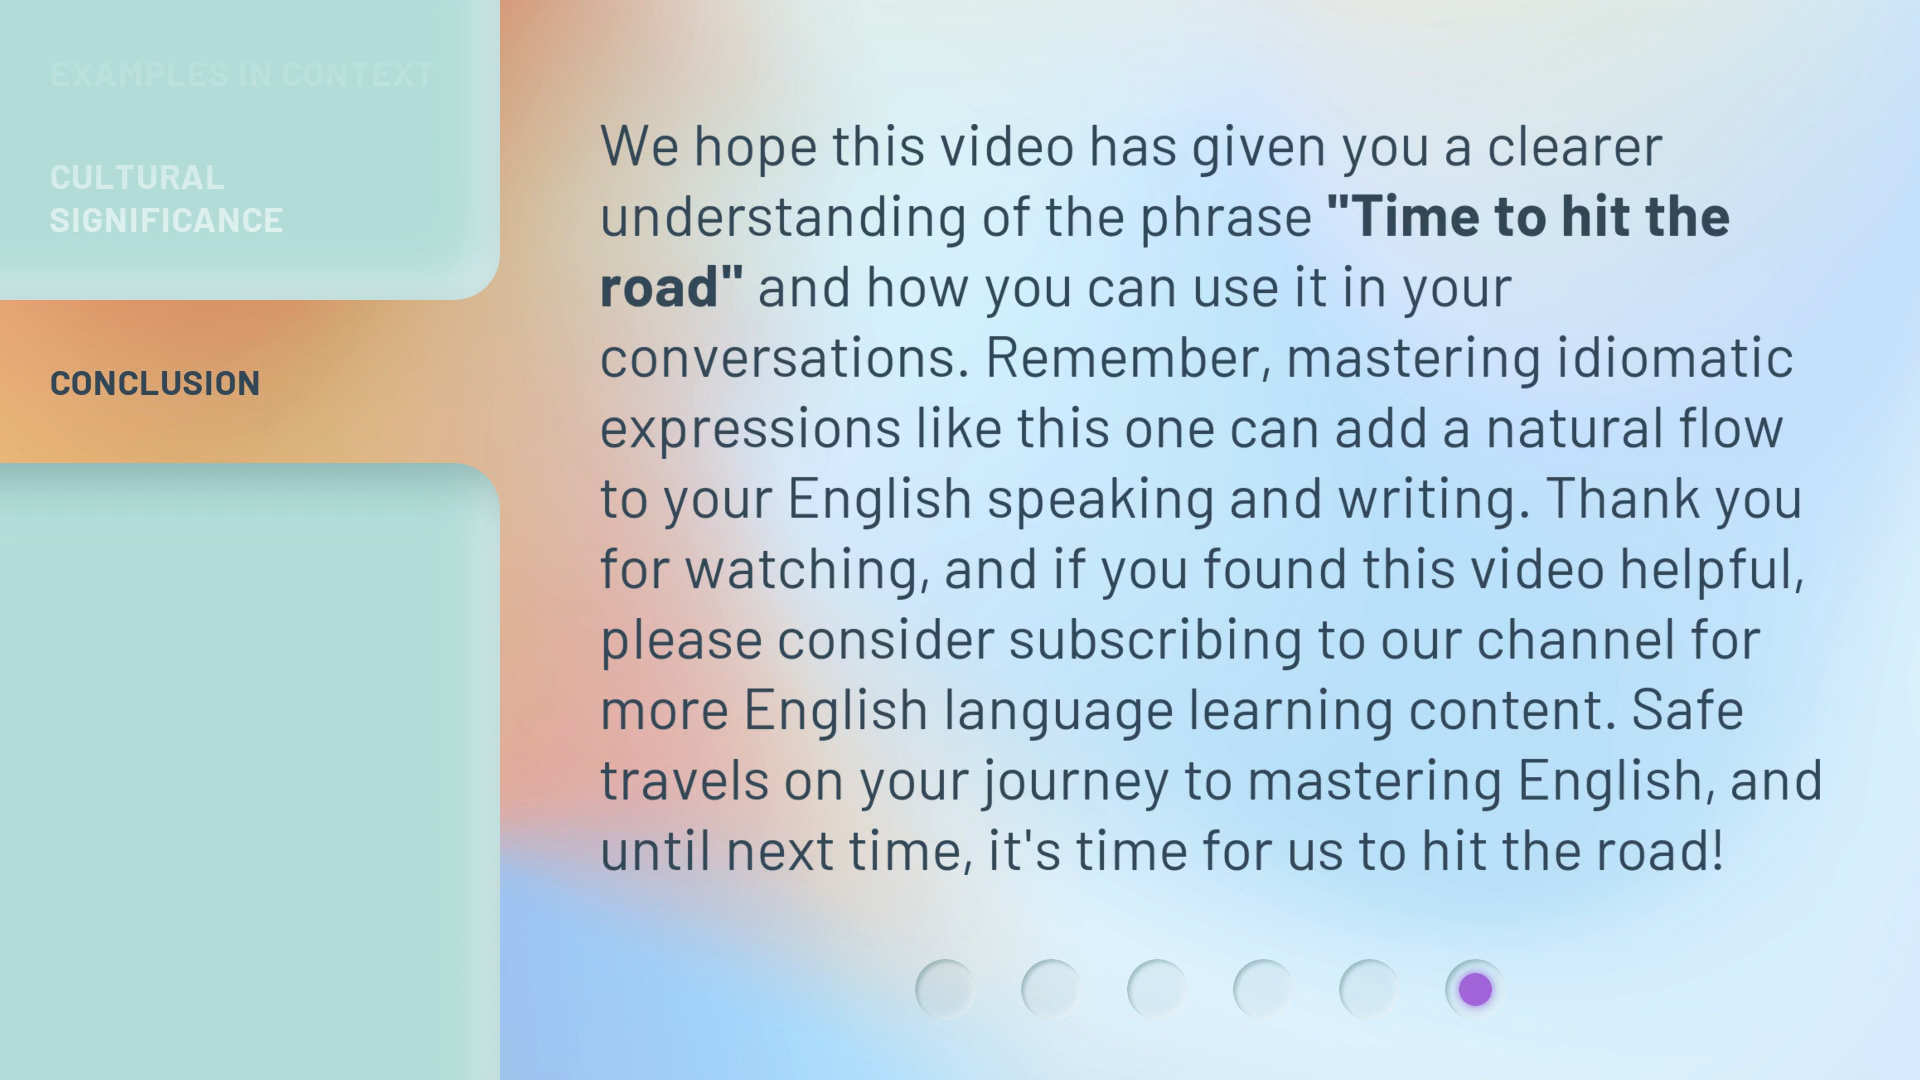 EXAMPLES IN CONTEXT
CULTURAL
SIGNIFICANCE
CONCLUSION
We hope this video has given you a clearer
understanding of the phrase "Time to hit the
road" and how you can use it in your
conversations. Remember, mastering idiomatic
expressions like this one can add a natural flow
to your English speaking and writing. Thank you
for watching, and if you found this video helpful,
please consider subscribing to our channel for
more English language learning content. Safe
travels on your journey to mastering English, and
until next time, it's time for us to hit the road!